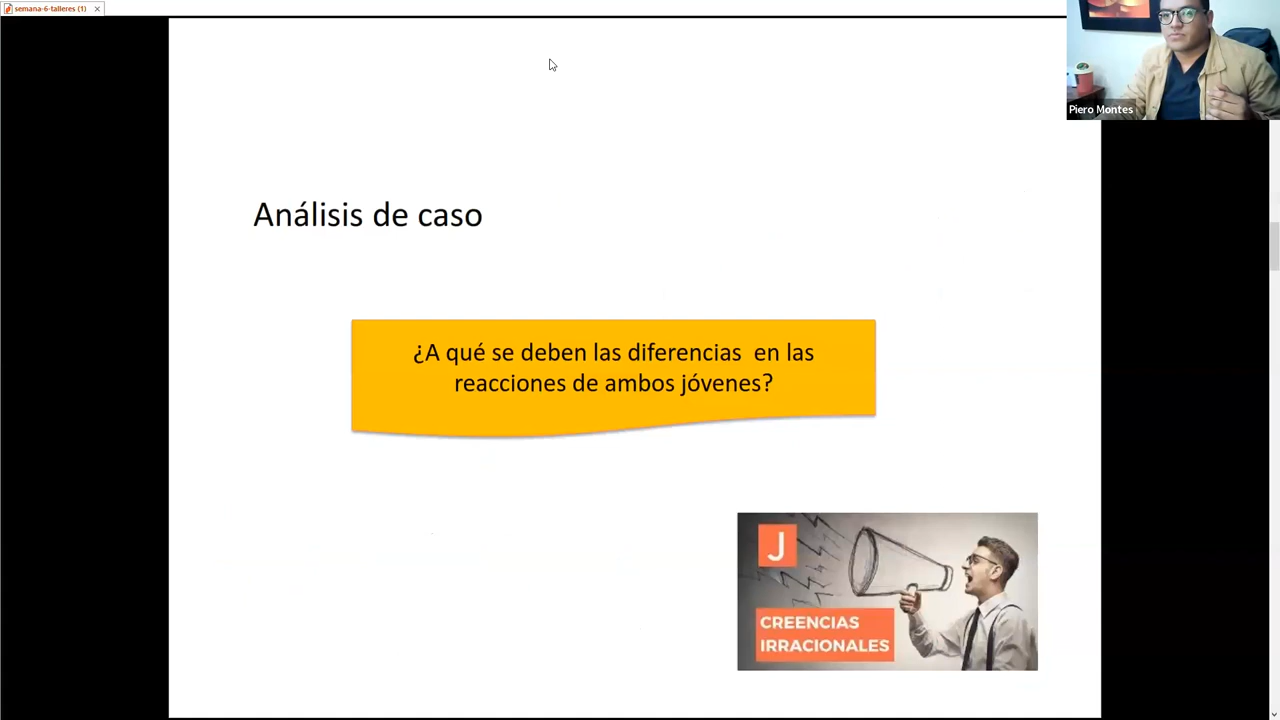 semana-6-talleres (1)
Piero Montes
Análisis de caso
¿A qué se deben las diferencias  en las
reacciones de ambos jóvenes?
J
CREENCIAS
IRRACIONALES